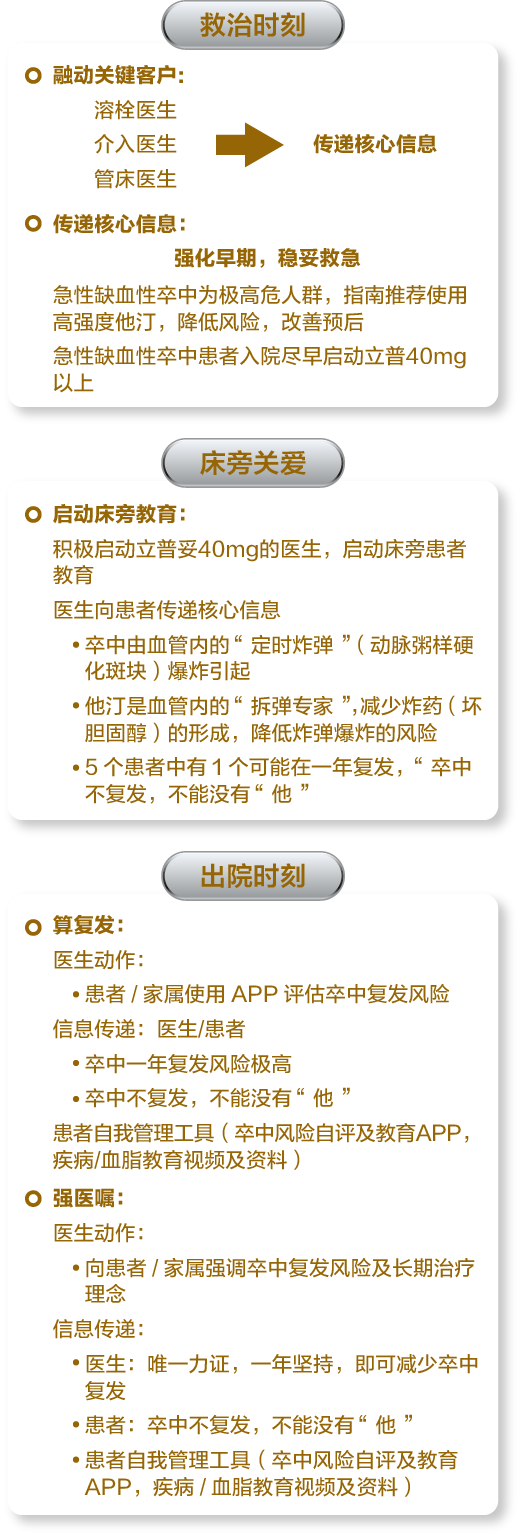 救治时刻
融动关键客户:
溶栓医生
介入医生
管床医生
传递核心信息
传递核心信息:
强化早期，稳妥救急
急性缺血性卒中为极高危人群，指南推荐使用
高强度他汀，降低风险，改善预后
急性缺血性卒中患者入院尽早启动立普40mg
以上
床旁关爱
启动床旁教育:
积极启动立普妥40mg的医生，启动床旁患者
教育
医生向患者传递核心信息
•卒中由血管内的“定时炸弹”（动脉粥样硬
化斑块）爆炸引起
•他汀是血管内的“拆弹专家”,减少炸药（坏
胆固醇）的形成，降低炸弹爆炸的风险
•5个患者中有1个可能在一年复发，“卒中
不复发，不能没有“他”
出院时刻
算复发:
医生动作:
•患者/家属使用 APP 评估卒中复发风险
信息传递: 医生/患者
•卒中一年复发风险极高
•卒中不复发，不能没有“他”
患者自我管理工具（卒中风险自评及教育APP，
疾病/血脂教育视频及资料）
强医嘱:
医生动作:
•向患者/家属强调卒中复发风险及长期治疗
理念
信息传递:
•医生: 唯一力证，一年坚持，即可减少卒中
复发
•患者: 卒中不复发，不能没有“他”
•患者自我管理工具（卒中风险自评及教育
APP，疾病/血脂教育视频及资料）